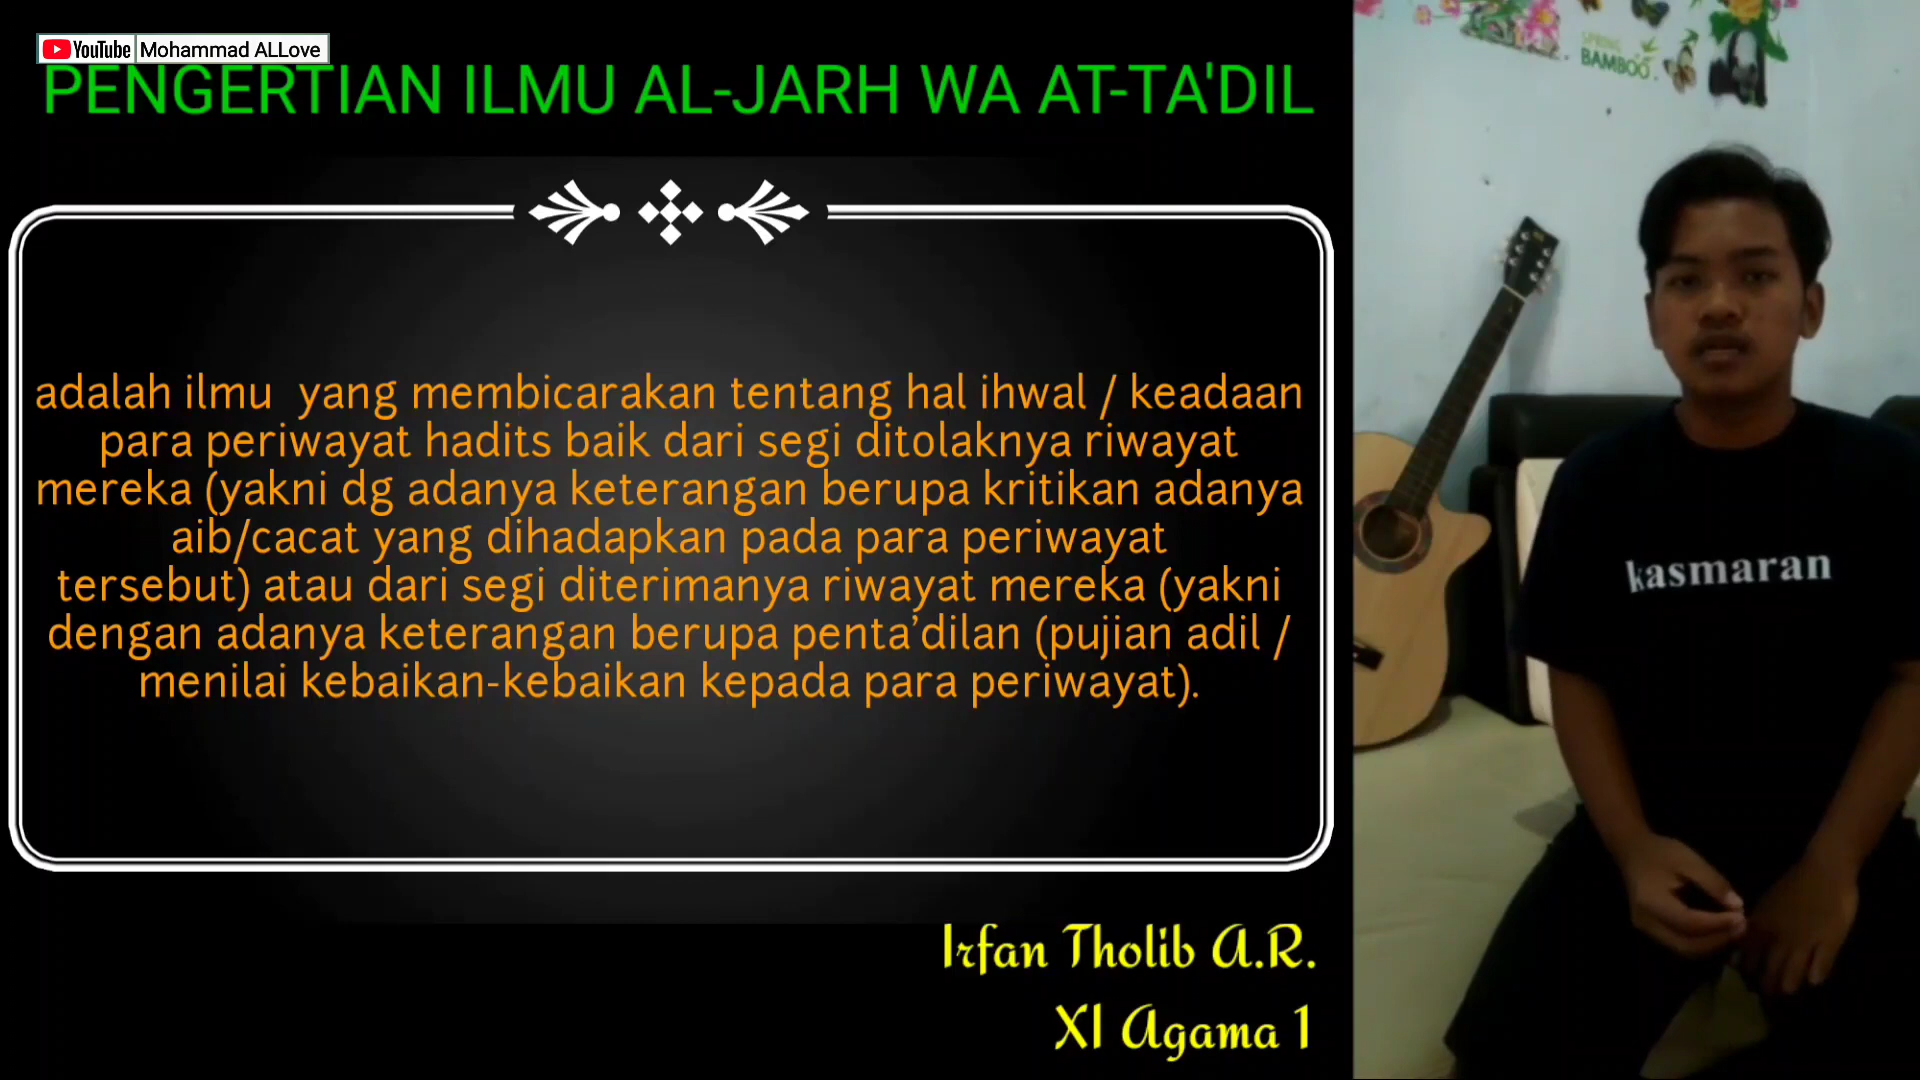 YouTube Mohammad ALLove
PENGERTIAN ILMU AL-JARH WA AT-TA'DIL
adalah ilmu yang membicarakan tentang hal ihwal / keadaan
para periwayat hadits baik dari segi ditolaknya riwayat
mereka (yakni dg adanya keterangan berupa kritikan adanya
aib/cacat yang dihadapkan pada para periwayat
tersebut) atau dari segi diterimanya riwayat mereka (yakni
dengan adanya keterangan berupa penta’dilan (pujian adil /
menilai kebaikan-kebaikan kepada para periwayat).
Irfan Tholib A.R.
XI Agama 1
SPRING
BAMBOO
kasmaran